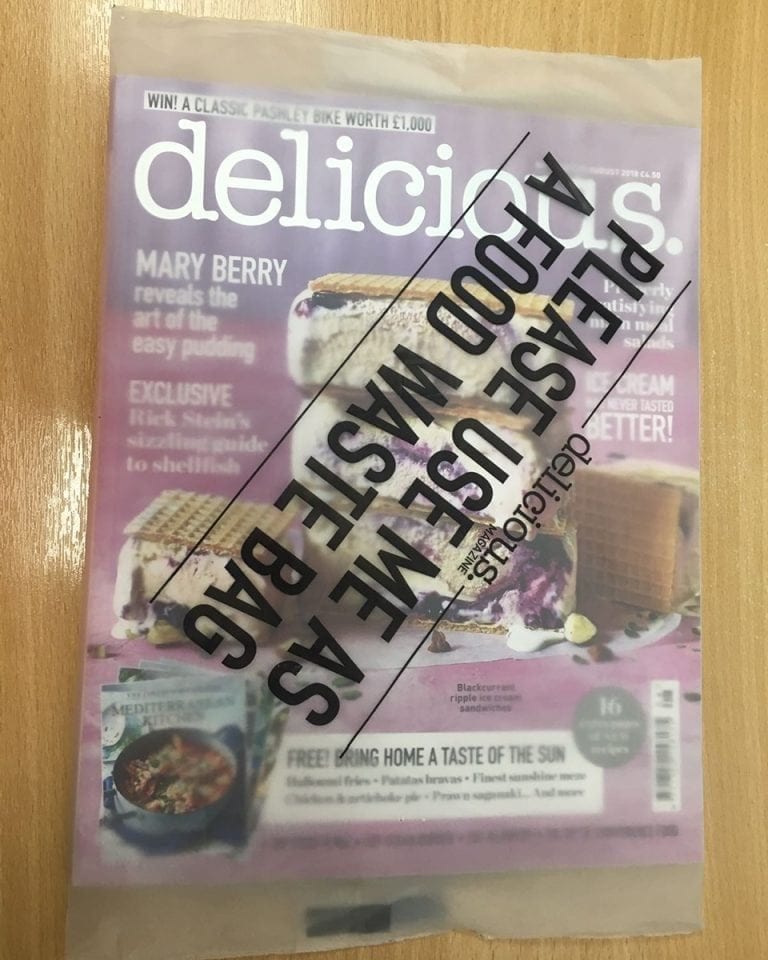 WIN! A CLASSIC PASHLEY BIKE WORTH £1,000
AUGUST 2018 £4.50
delicious.
MARY BERRY
reveals the
art of the
easy pudding
EXCLUSIVE
Rick Stein's
sizzling guide
to shellfish
Properly
satisfying
main meal
salads
ICE CREAM
HAS NEVER TASTED
BETTER!
PLEASE USE ME AS
A FOOD WASTE BAG
delicious.
MAGAZINE
Blackcurrant
ripple ice cream
sandwiches
MEDITERRANEAN
KITCHEN
16
recipes
FREE! BRING HOME A TASTE OF THE SUN
Halloumi fries • Patatas bravas • Finest sunshine meze
Chicken & artichoke pie • Prawn saganaki... And more